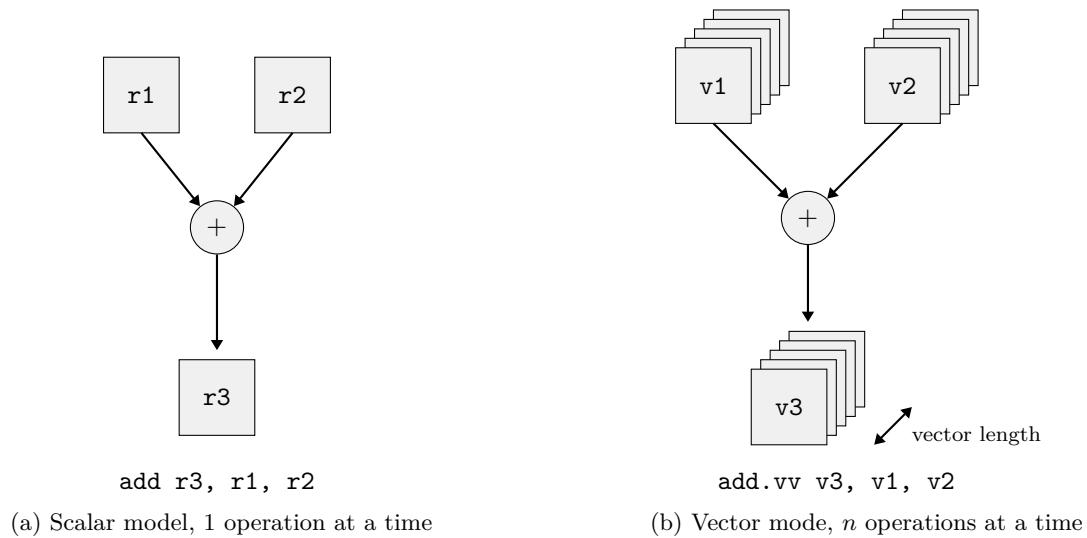 r1
r2
+
r3
add r3, r1, r2
(a) Scalar model, 1 operation at a time
v1
v2
+
v3
vector length
add.vv v3, v1, v2
(b) Vector mode, n operations at a time